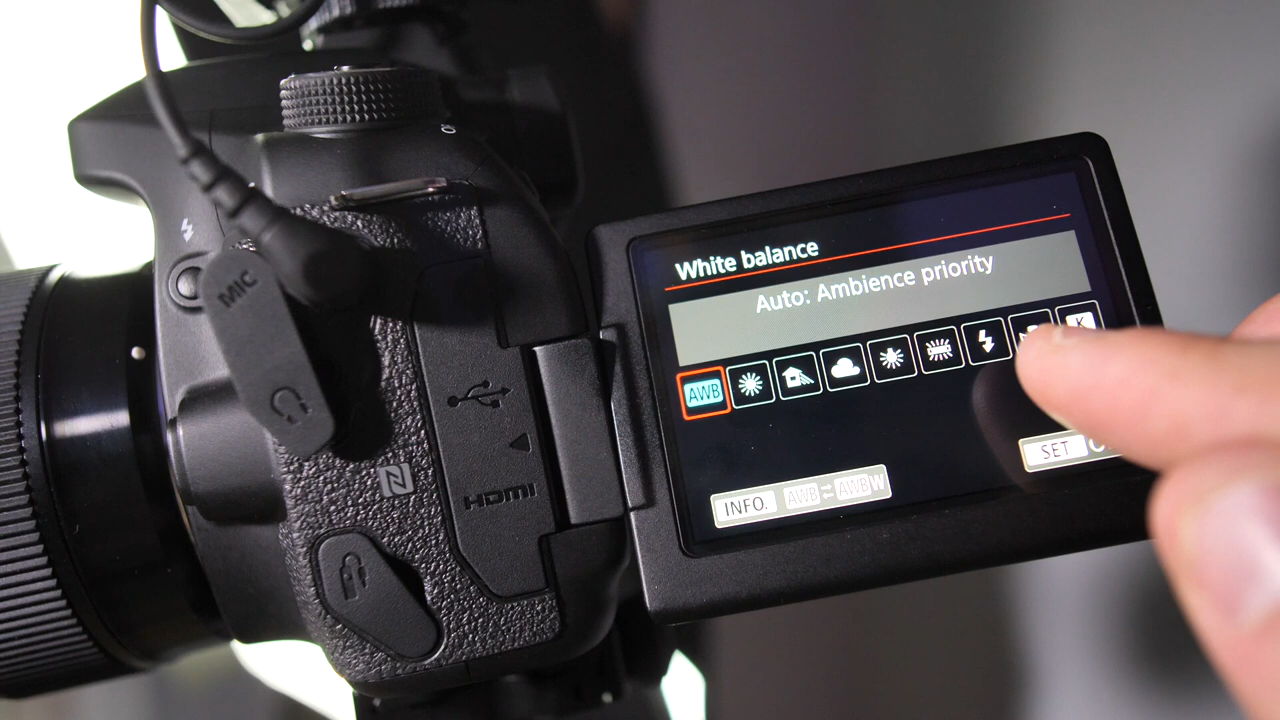 MIC
HDMI
White balance
Auto: Ambience priority
AWB
K
SET
INFO. AWB AWBW